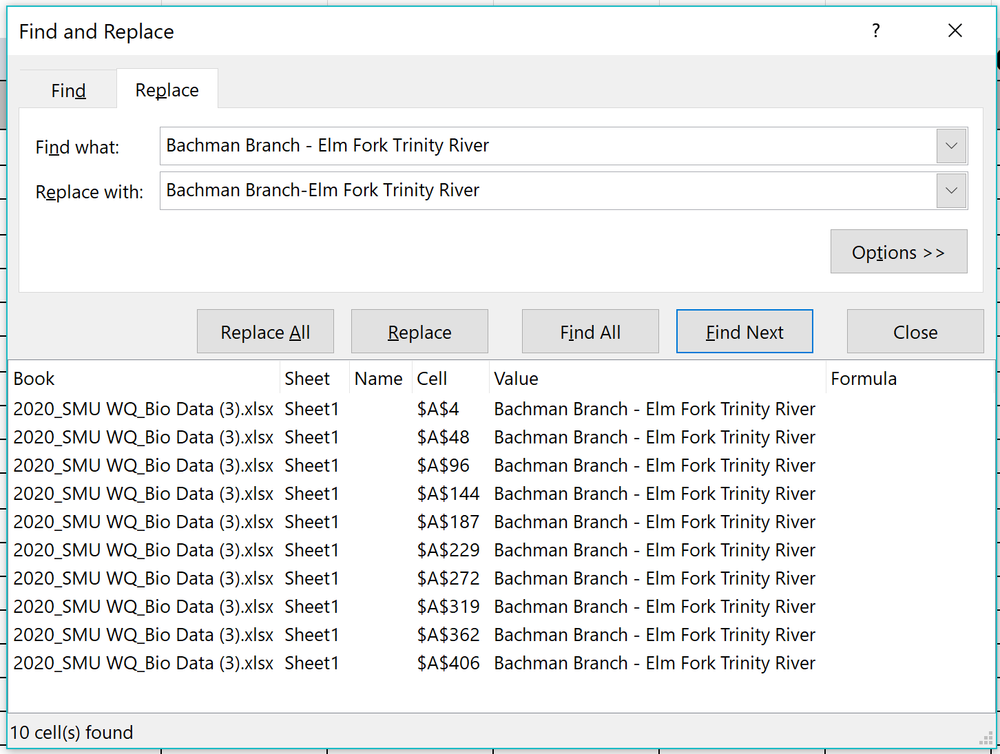 Find and Replace ?
Find Replace
Find what: Bachman Branch - Elm Fork Trinity River
Replace with: Bachman Branch-Elm Fork Trinity River
Options >>
Replace All Replace Find All Find Next Close
Book Sheet Name Cell Value Formula
2020_SMU WQ_Bio Data (3).xlsx Sheet1 $A$4 Bachman Branch - Elm Fork Trinity River
2020_SMU WQ_Bio Data (3).xlsx Sheet1 $A$48 Bachman Branch - Elm Fork Trinity River
2020_SMU WQ_Bio Data (3).xlsx Sheet1 $A$96 Bachman Branch - Elm Fork Trinity River
2020_SMU WQ_Bio Data (3).xlsx Sheet1 $A$144 Bachman Branch - Elm Fork Trinity River
2020_SMU WQ_Bio Data (3).xlsx Sheet1 $A$187 Bachman Branch - Elm Fork Trinity River
2020_SMU WQ_Bio Data (3).xlsx Sheet1 $A$229 Bachman Branch - Elm Fork Trinity River
2020_SMU WQ_Bio Data (3).xlsx Sheet1 $A$272 Bachman Branch - Elm Fork Trinity River
2020_SMU WQ_Bio Data (3).xlsx Sheet1 $A$319 Bachman Branch - Elm Fork Trinity River
2020_SMU WQ_Bio Data (3).xlsx Sheet1 $A$362 Bachman Branch - Elm Fork Trinity River
2020_SMU WQ_Bio Data (3).xlsx Sheet1 $A$406 Bachman Branch - Elm Fork Trinity River
10 cell(s) found